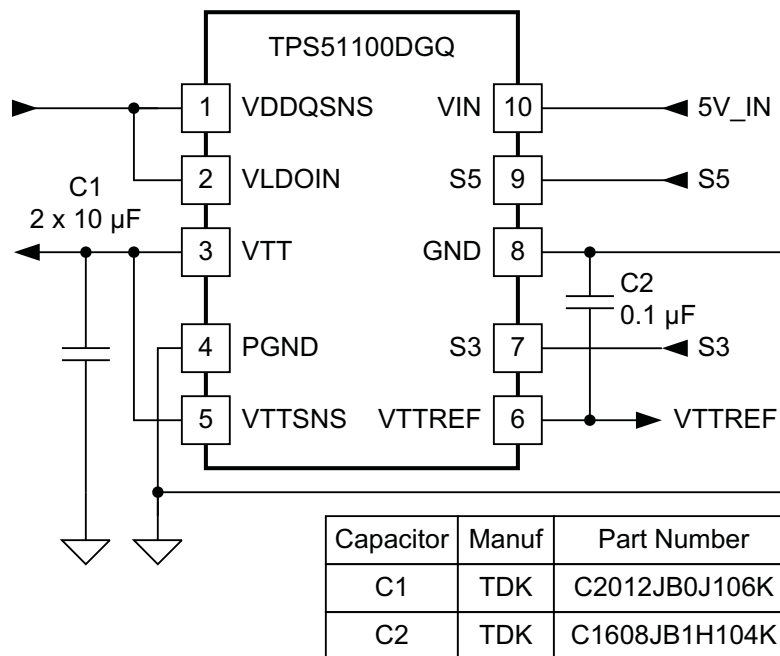 TPS51100DGQ
1 VDDQSNS VIN 10 5V_IN
2 VLDOIN S5 9 S5
C1
2 x 10 µF
3 VTT GND 8
C2
0.1 µF
4 PGND S3 7 S3
5 VTTSNS VTTREF 6 VTTREF
Capacitor Manuf Part Number
C1 TDK C2012JB0J106K
C2 TDK C1608JB1H104K